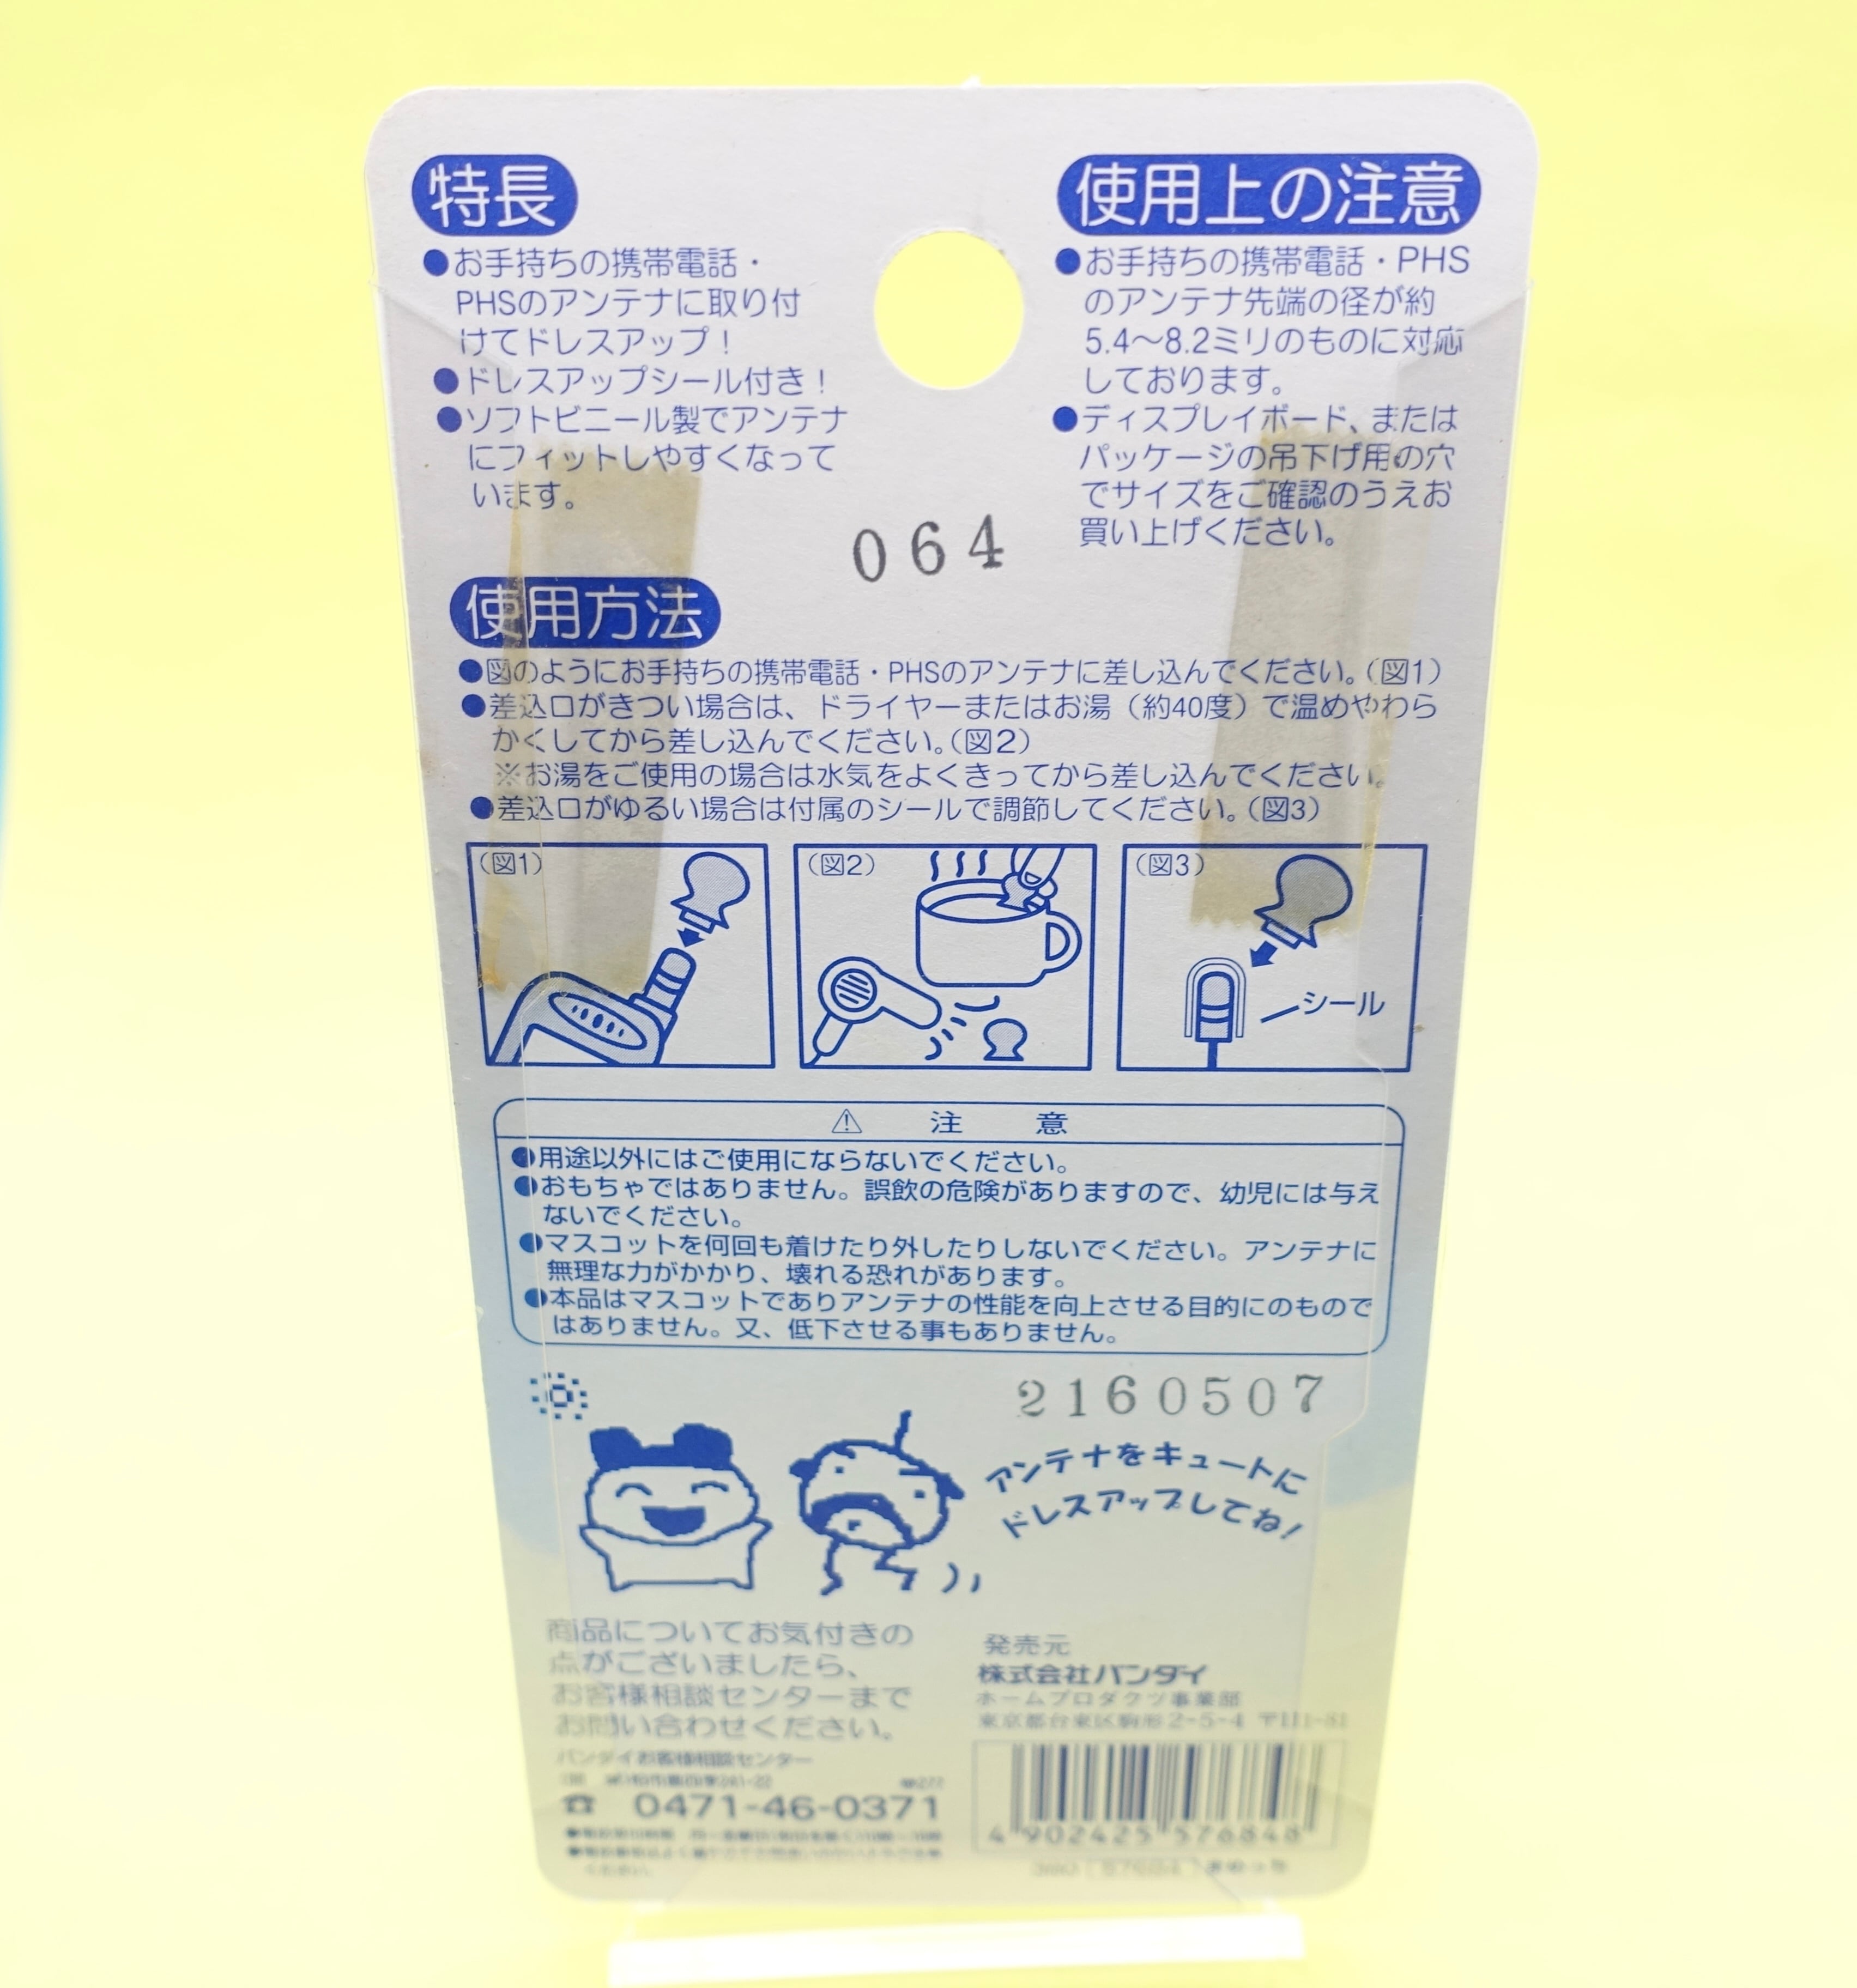 特長
●お手持ちの携帯電話・
PHSのアンテナに取り付
けてドレスアップ！
●ドレスアップシール付き！
●ソフトビニール製でアンテナ
にフィットしやすくなって
います。
使用上の注意
●お手持ちの携帯電話・PHS
のアンテナ先端の径が約
5.4〜8.2ミリのものに対応
しております。
●ディスプレイボード、または
パッケージの吊下げ用の穴
でサイズをご確認のうえお
買い上げください。
064
使用方法
●図のようにお手持ちの携帯電話・PHSのアンテナに差し込んでください。（図1）
●差込口がきつい場合は、ドライヤーまたはお湯（約40度）で温めやわら
かくしてから差し込んでください。（図2）
※お湯をご使用の場合は水気をよくきってから差し込んでください。
●差込口がゆるい場合は付属のシールで調節してください。（図3）
（図1）
（図2）
（図3）
シール
⚠ 注 意
●用途以外にはご使用にならないでください。
●おもちゃではありません。誤飲の危険がありますので、幼児には与え
ないでください。
●マスコットを何回も着けたり外したりしないでください。アンテナに
無理な力がかかり、壊れる恐れがあります。
●本品はマスコットでありアンテナの性能を向上させる目的にのもので
はありません。又、低下させる事もありません。
2160507
アンテナをキュートに
ドレスアップしてね!
商品についてお気付きの
点がございましたら、
お客様相談センターまで
お問い合わせください。
バンダイお客様相談センター
☎ 0471-46-0371
発売元
株式会社バンダイ
ホームプロダクツ事業部
東京都台東区駒形2-5-4 〒111-81
4 902425 576848